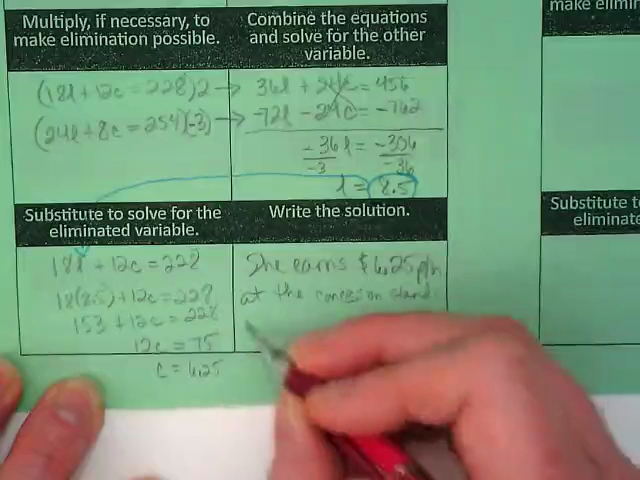 Multiply, if necessary, to
make elimination possible.
(18l + 12c = 228)2 →
(24l + 8c = 254)(-3) →
Combine the equations
and solve for the other
variable.
36l + 24c = 456
-72l - 24c = -762
-36l = -306
-3 -36
l = 8.5
Substitute to solve for the
eliminated variable.
18l + 12c = 228
18(8.5) + 12c = 228
153 + 12c = 228
12c = 75
c = 6.25
Write the solution.
She earns $6.25 ph
at the concession stand
make elimin
Substitute t
eliminate